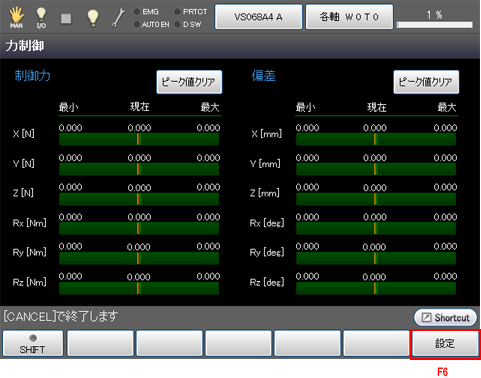 MAN I/O EMG PRTCT AUTO EN D SW VS068A4 A 各軸 W0T0 1 %
力制御
制御力 ピーク値クリア 偏差 ピーク値クリア
最小 現在 最大 最小 現在 最大
X [N] 0.000 0.000 0.000 X [mm] 0.000 0.000 0.000
Y [N] 0.000 0.000 0.000 Y [mm] 0.000 0.000 0.000
Z [N] 0.000 0.000 0.000 Z [mm] 0.000 0.000 0.000
Rx [Nm] 0.000 0.000 0.000 Rx [deg] 0.000 0.000 0.000
Ry [Nm] 0.000 0.000 0.000 Ry [deg] 0.000 0.000 0.000
Rz [Nm] 0.000 0.000 0.000 Rz [deg] 0.000 0.000 0.000
[CANCEL]で終了します Shortcut
SHIFT 設定
F6